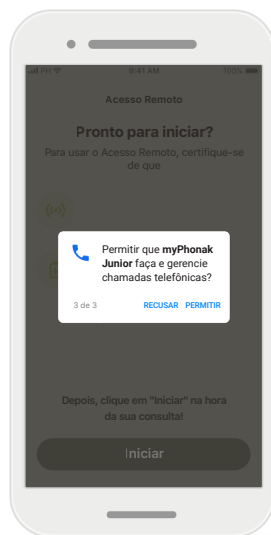 PH 9:41 AM 100%
Acesso Remoto
Pronto para iniciar?
Para usar o Acesso Remoto, certifique-se
de que
Permitir que myPhonak
Junior faça e gerencie
chamadas telefônicas?
3 de 3 RECUSAR PERMITIR
Depois, clique em "Iniciar" na hora
da sua consulta!
Iniciar